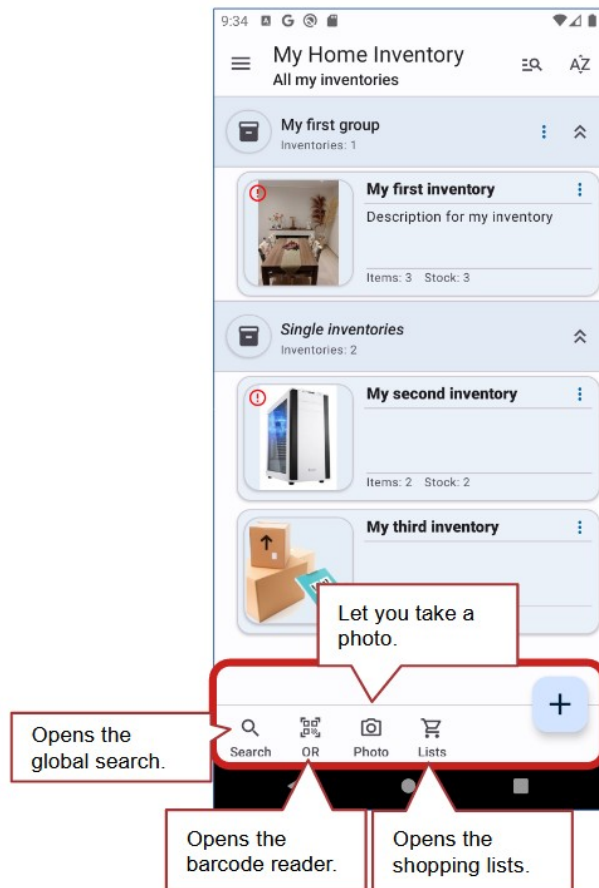 9:34
My Home Inventory
All my inventories
AZ
My first group
Inventories: 1
My first inventory
Description for my inventory
Items: 3 Stock: 3
Single inventories
Inventories: 2
My second inventory
Items: 2 Stock: 2
My third inventory
Let you take a
photo.
Opens the
global search.
Search QR Photo Lists
Opens the
barcode reader.
Opens the
shopping lists.